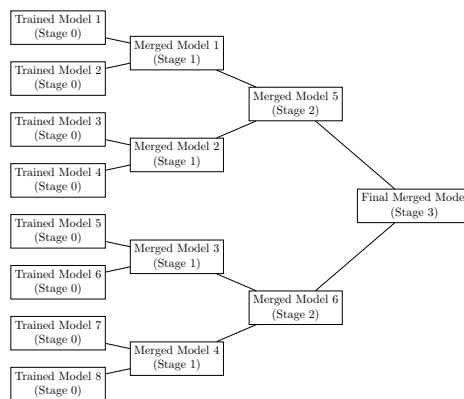 Trained Model 1
(Stage 0)
Merged Model 1
(Stage 1)
Trained Model 2
(Stage 0)
Merged Model 5
(Stage 2)
Trained Model 3
(Stage 0)
Merged Model 2
(Stage 1)
Trained Model 4
(Stage 0)
Final Merged Mode
(Stage 3)
Trained Model 5
(Stage 0)
Merged Model 3
(Stage 1)
Trained Model 6
(Stage 0)
Merged Model 6
(Stage 2)
Trained Model 7
(Stage 0)
Merged Model 4
(Stage 1)
Trained Model 8
(Stage 0)